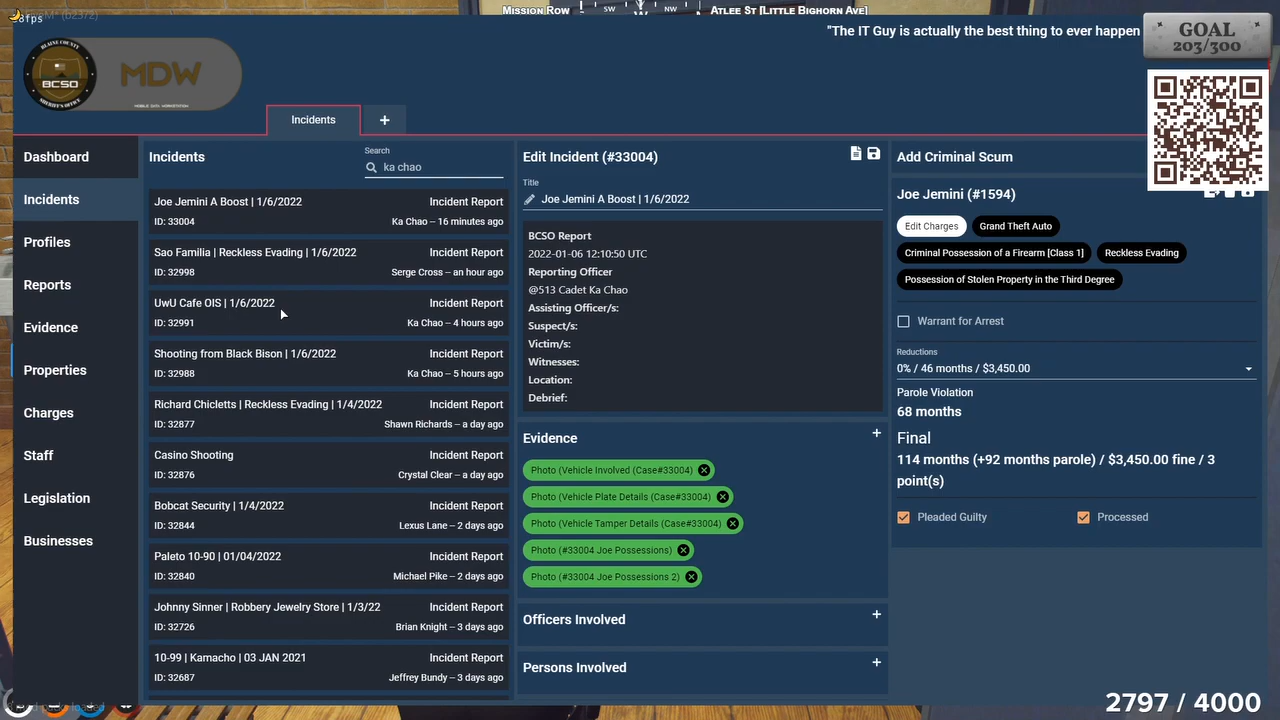 8fps
Mission Row
SW
NW
Atlee St [Little Bighorn Ave]
"The IT Guy is actually the best thing to ever happen
GOAL
203/300
BLAINE COUNTY
BCSO
SHERIFF'S OFFICE
MDW
MOBILE DATA WORKSTATION
Incidents
+
Dashboard
Incidents
Profiles
Reports
Evidence
Properties
Charges
Staff
Legislation
Businesses
Incidents
Search
ka chao
Joe Jemini A Boost | 1/6/2022 Incident Report
ID: 33004 Ka Chao – 16 minutes ago
Sao Familia | Reckless Evading | 1/6/2022 Incident Report
ID: 32998 Serge Cross – an hour ago
UwU Cafe OIS | 1/6/2022 Incident Report
ID: 32991 Ka Chao – 4 hours ago
Shooting from Black Bison | 1/6/2022 Incident Report
ID: 32988 Ka Chao – 5 hours ago
Richard Chicletts | Reckless Evading | 1/4/2022 Incident Report
ID: 32877 Shawn Richards – a day ago
Casino Shooting Incident Report
ID: 32876 Crystal Clear – a day ago
Bobcat Security | 1/4/2022 Incident Report
ID: 32844 Lexus Lane – 2 days ago
Paleto 10-90 | 01/04/2022 Incident Report
ID: 32840 Michael Pike – 2 days ago
Johnny Sinner | Robbery Jewelry Store | 1/3/22 Incident Report
ID: 32726 Brian Knight – 3 days ago
10-99 | Kamacho | 03 JAN 2021 Incident Report
ID: 32687 Jeffrey Bundy – 3 days ago
Edit Incident (#33004)
Title
Joe Jemini A Boost | 1/6/2022
BCSO Report
2022-01-06 12:10:50 UTC
Reporting Officer
@513 Cadet Ka Chao
Assisting Officer/s:
Suspect/s:
Victim/s:
Witnesses:
Location:
Debrief:
Evidence
Photo (Vehicle Involved (Case#33004)
Photo (Vehicle Plate Details (Case#33004)
Photo (Vehicle Tamper Details (Case#33004)
Photo (#33004 Joe Possessions)
Photo (#33004 Joe Possessions 2)
Officers Involved
Persons Involved
Add Criminal Scum
Joe Jemini (#1594)
Edit Charges Grand Theft Auto
Criminal Possession of a Firearm [Class 1] Reckless Evading
Possession of Stolen Property in the Third Degree
Warrant for Arrest
Reductions
0% / 46 months / $3,450.00
Parole Violation
68 months
Final
114 months (+92 months parole) / $3,450.00 fine / 3
point(s)
Pleaded Guilty Processed
2797 / 4000